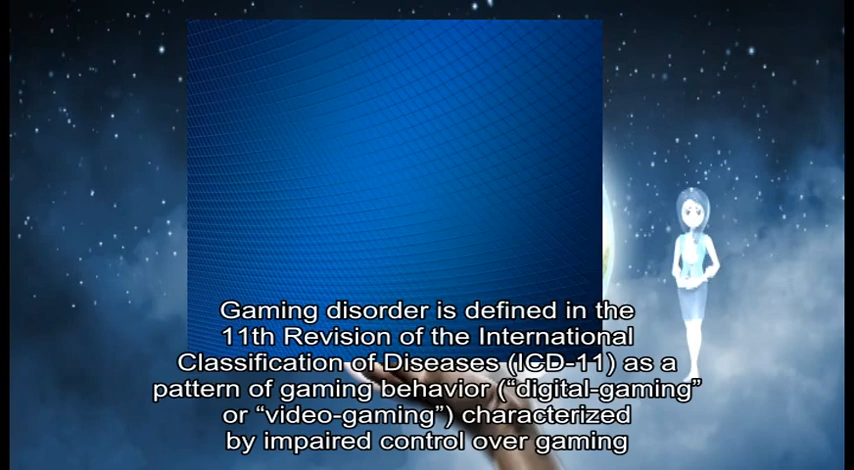 Gaming disorder is defined in the
11th Revision of the International
Classification of Diseases (ICD-11) as a
pattern of gaming behavior (“digital-gaming”
or “video-gaming”) characterized
by impaired control over gaming